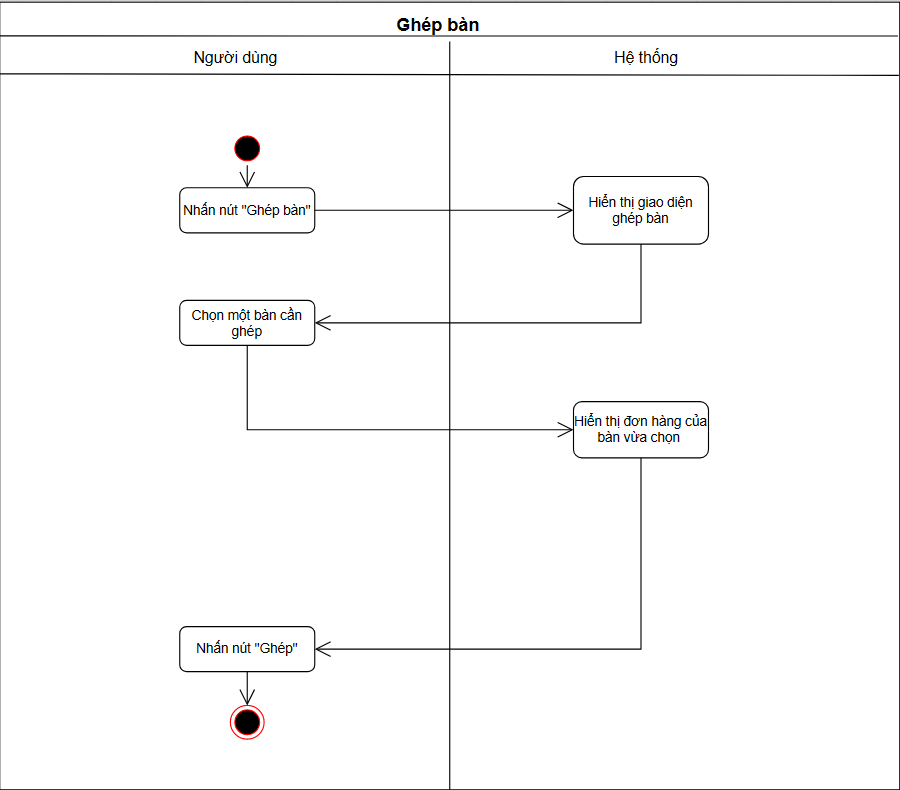 Ghép bàn
Người dùng
Hệ thống
Nhấn nút "Ghép bàn"
Hiển thị giao diện
ghép bàn
Chọn một bàn cần
ghép
Hiển thị đơn hàng của
bàn vừa chọn
Nhấn nút "Ghép"